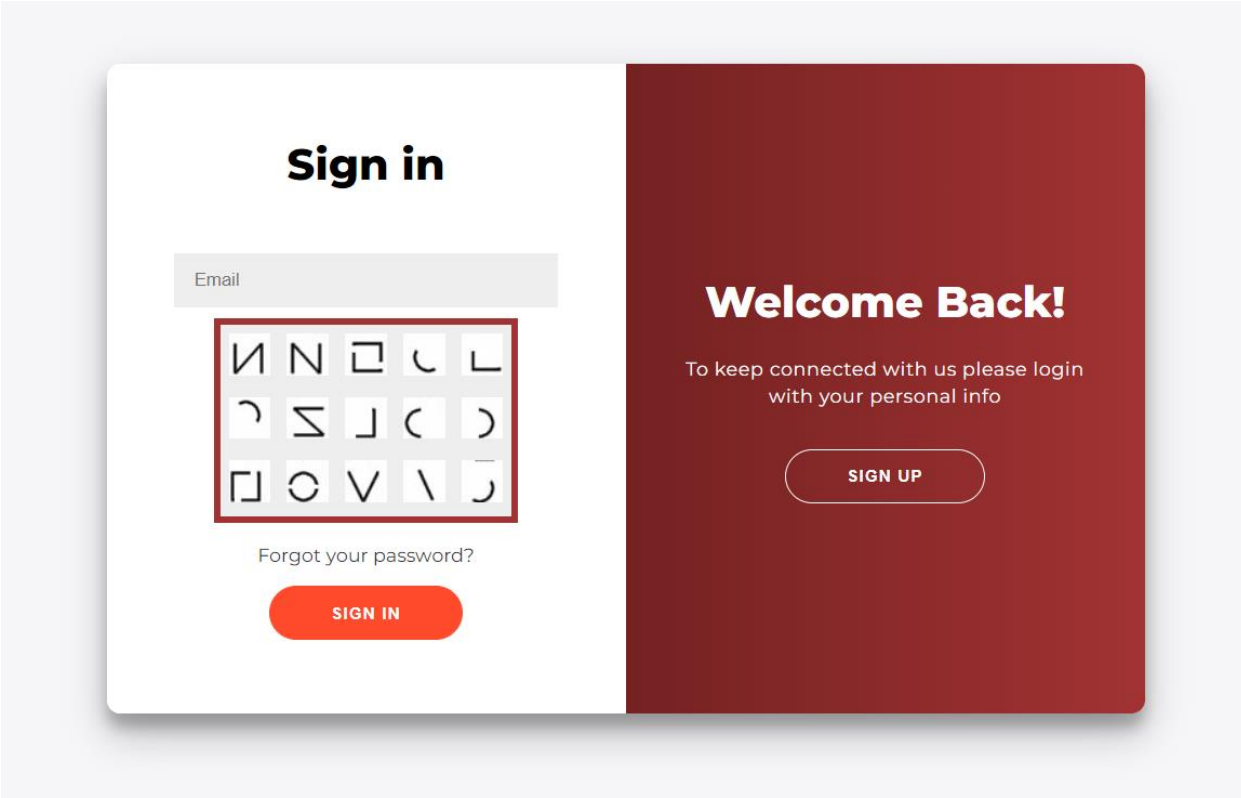 Sign in
Email
Forgot your password?
SIGN IN
Welcome Back!
To keep connected with us please login
with your personal info
SIGN UP